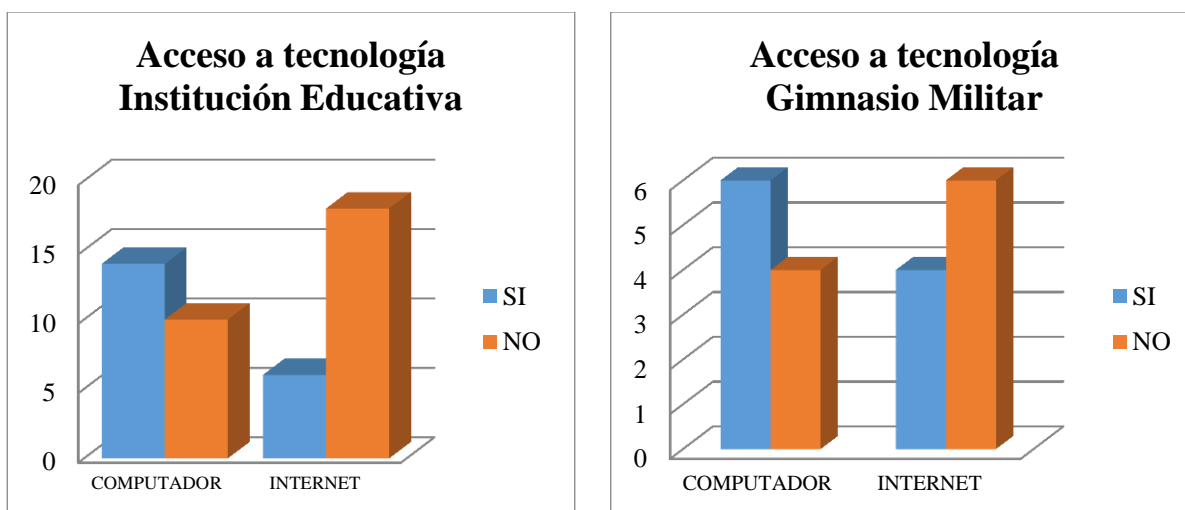 Acceso a tecnología
Institución Educativa
20
15
10
5
0
COMPUTADOR INTERNET
SI
NO
Acceso a tecnología
Gimnasio Militar
6
5
4
3
2
1
0
COMPUTADOR INTERNET
SI
NO